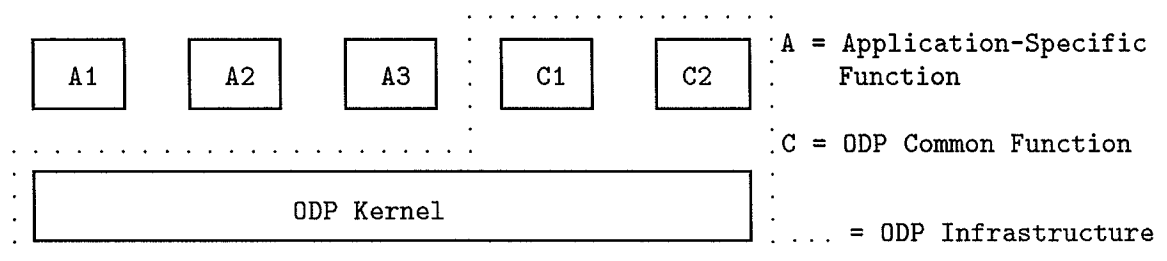 A1 A2 A3 C1 C2 A = Application-Specific
Function
C = ODP Common Function
ODP Kernel
. . . . = ODP Infrastructure